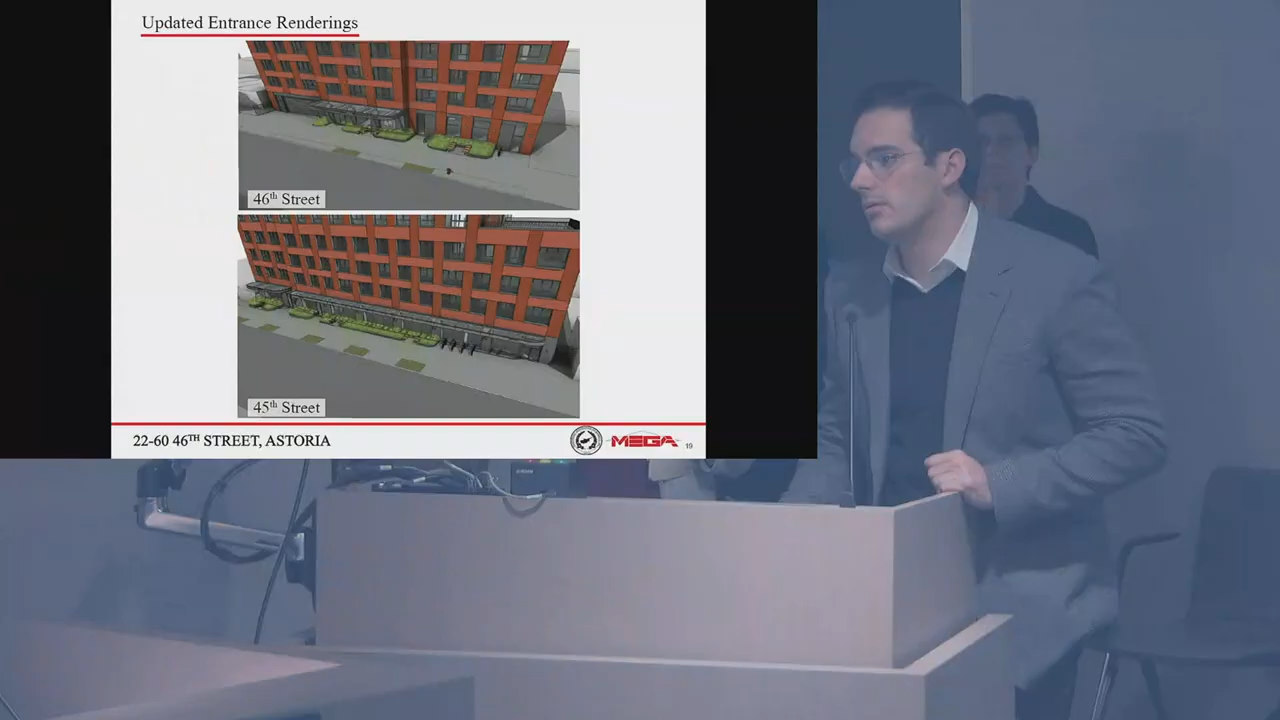 Updated Entrance Renderings
46th Street
45th Street
22-60 46TH STREET, ASTORIA
MEGA
19